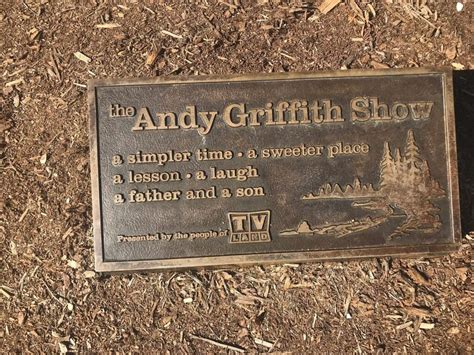 the Andy Griffith Show
a simpler time • a sweeter place
a lesson • a laugh
a father and a son
Presented by the people of TV LAND